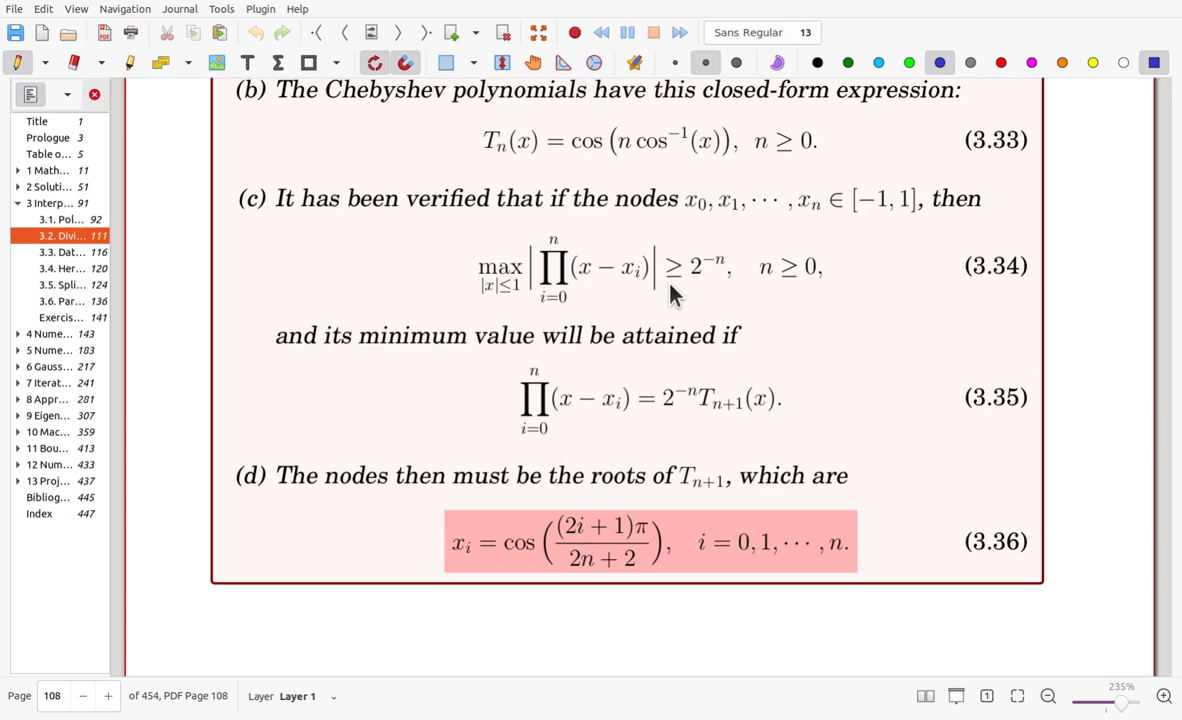 File Edit View Navigation Journal Tools Plugin Help
Sans Regular 13
Title 1
Prologue 3
Table o... 5
1 Math... 11
2 Soluti... 51
3 Interp... 91
3.1. Pol... 92
3.2. Divi... 111
3.3. Dat... 116
3.4. Her... 120
3.5. Spli... 124
3.6. Par... 136
Exercis... 141
4 Nume... 143
5 Nume... 183
6 Gauss... 217
7 Iterat... 241
8 Appr... 281
9 Eigen... 307
10 Mac... 359
11 Bou... 413
12 Num... 433
13 Proj... 437
Bibliog... 445
Index 447
(b) The Chebyshev polynomials have this closed-form expression:
Tₙ(x) = cos (n cos⁻¹(x)), n ≥ 0. (3.33)
(c) It has been verified that if the nodes x₀, x₁, ⋯ , xₙ ∈ [−1, 1], then
max_{|x|≤1} |∏_{i=0}^{n}(x − xᵢ)| ≥ 2⁻ⁿ, n ≥ 0, (3.34)
and its minimum value will be attained if
∏_{i=0}^{n}(x − xᵢ) = 2⁻ⁿTₙ₊₁(x). (3.35)
(d) The nodes then must be the roots of Tₙ₊₁, which are
xᵢ = cos ((2i + 1)π / (2n + 2)), i = 0, 1, ⋯ , n. (3.36)
Page 108 − + of 454, PDF Page 108 Layer Layer 1 235%